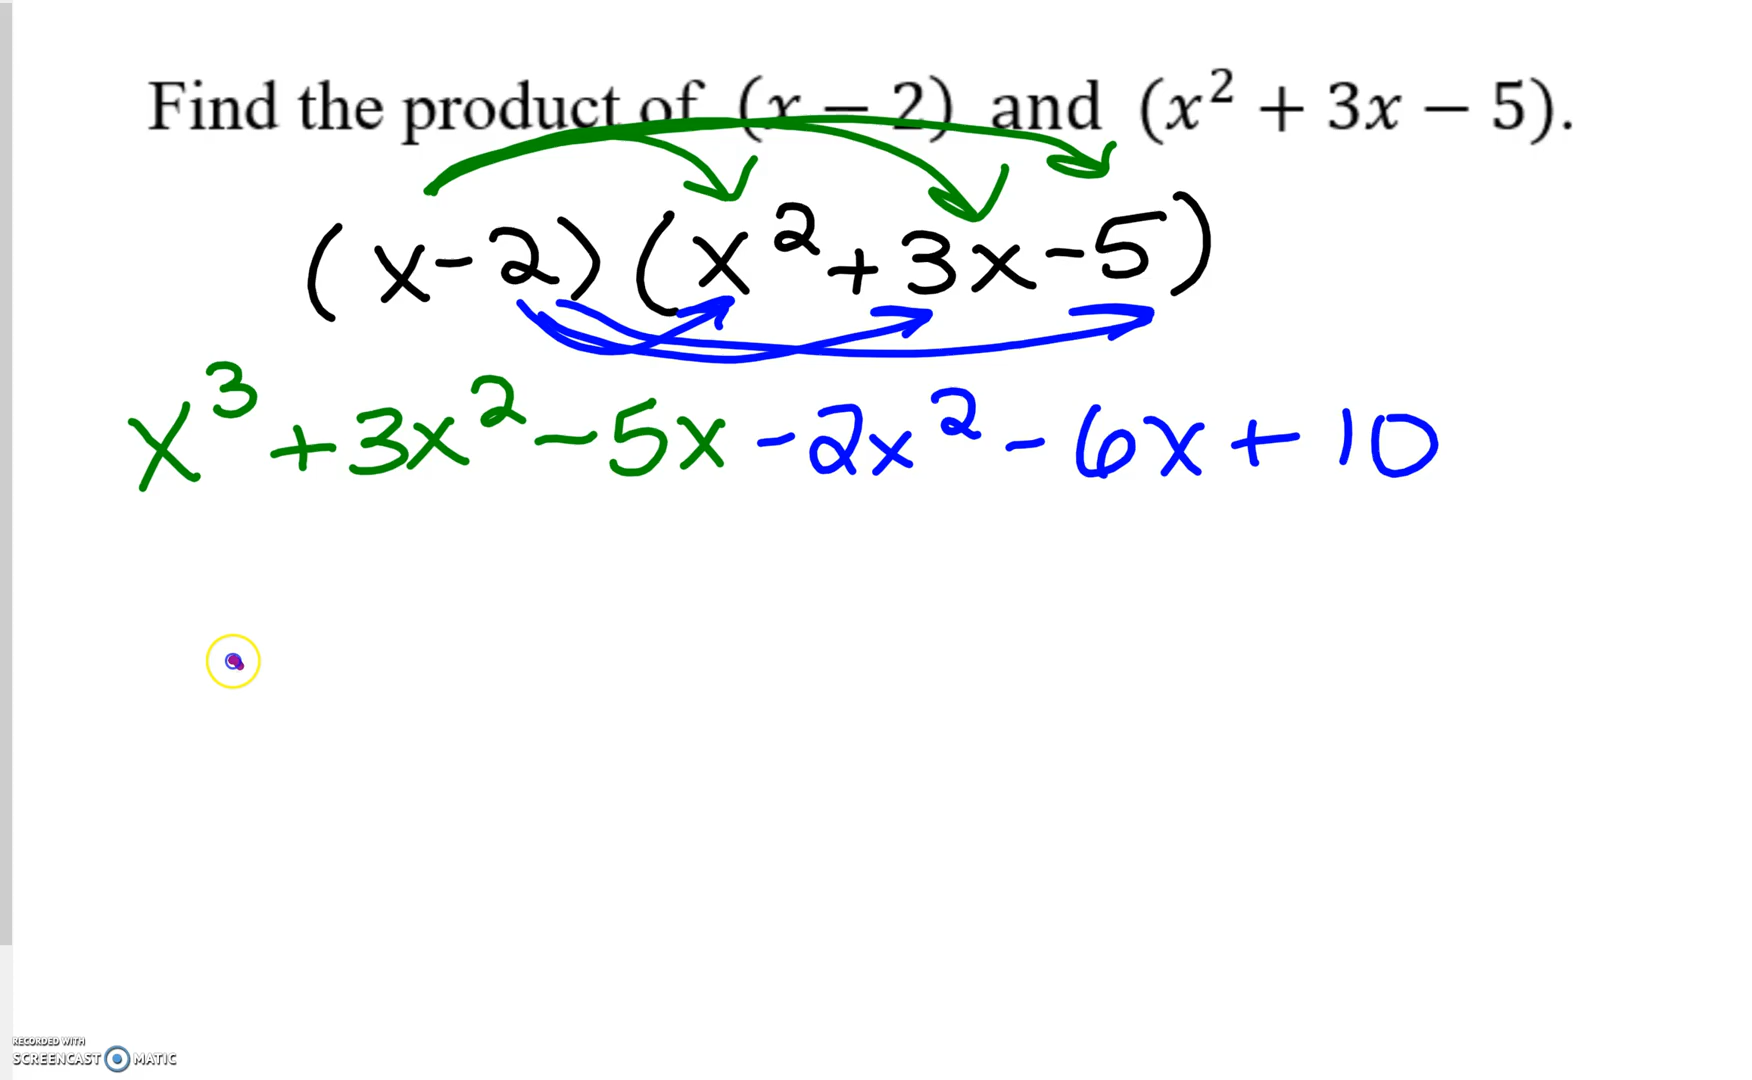 Find the product of (x − 2) and (x² + 3x − 5).
(x-2)(x²+3x-5)
x³+3x²-5x-2x²-6x+10
RECORDED WITH
SCREENCAST MATIC